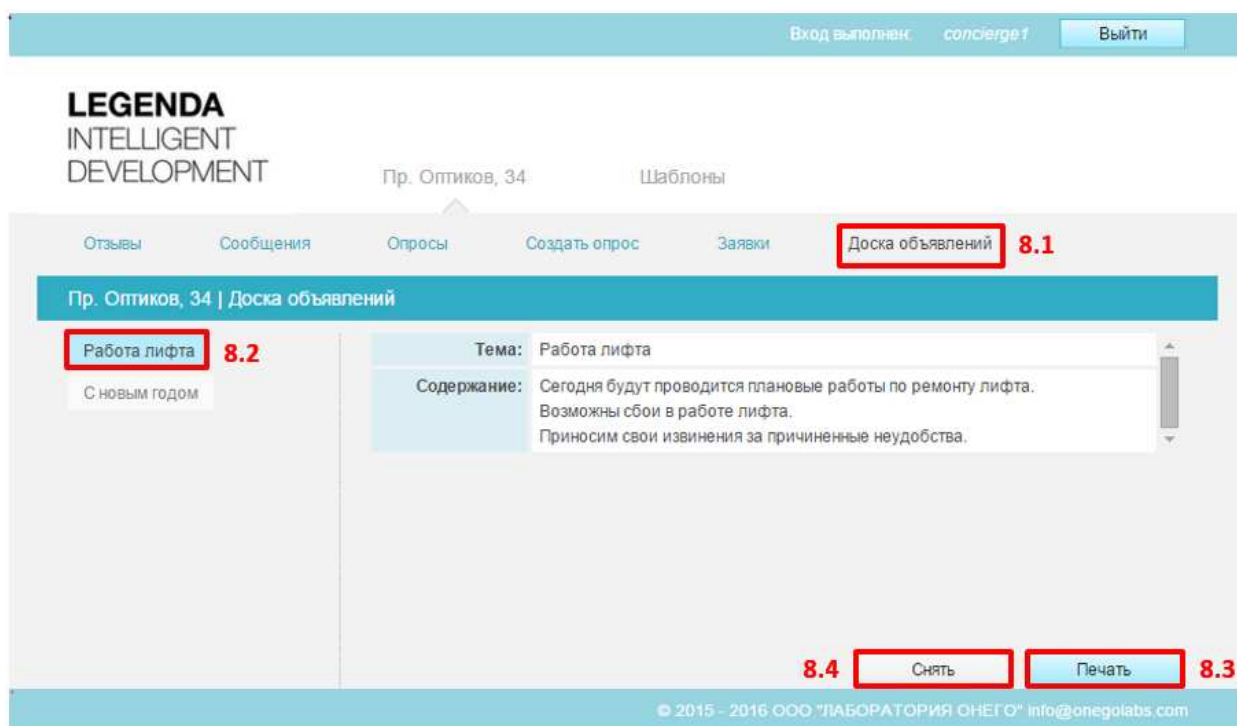 Вход выполнен: concierge1 Выйти
LEGENDA
INTELLIGENT
DEVELOPMENT
Пр. Оптиков, 34 Шаблоны
Отзывы Сообщения Опросы Создать опрос Заявки Доска объявлений 8.1
Пр. Оптиков, 34 | Доска объявлений
Работа лифта 8.2
С новым годом
Тема: Работа лифта
Содержание: Сегодня будут проводится плановые работы по ремонту лифта.
Возможны сбои в работе лифта.
Приносим свои извинения за причиненные неудобства.
8.4 Снять Печать 8.3
© 2015 - 2016 ООО "ЛАБОРАТОРИЯ ОНЕГО" info@onegolabs.com